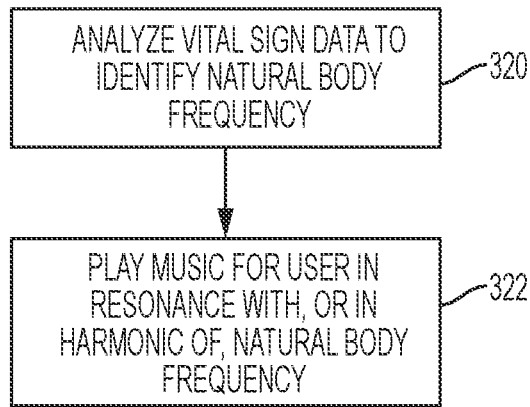 ANALYZE VITAL SIGN DATA TO
IDENTIFY NATURAL BODY
FREQUENCY
320
PLAY MUSIC FOR USER IN
RESONANCE WITH, OR IN
HARMONIC OF, NATURAL BODY
FREQUENCY
322